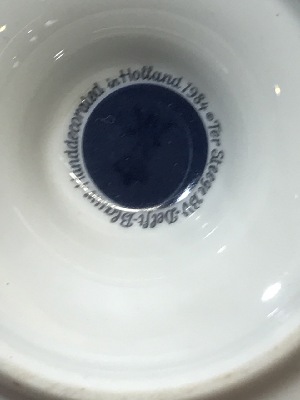 Delft-Blauw Handdecorated in Holland 1984 © Ter Steege BV